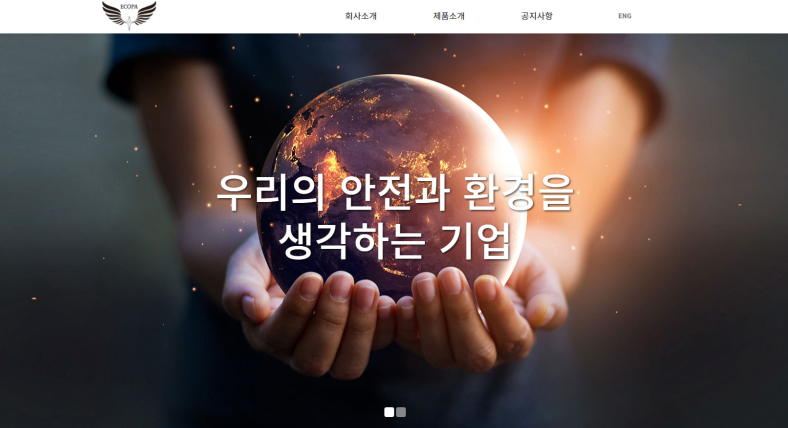 ECOPA
회사소개
제품소개
공지사항
ENG
우리의 안전과 환경을
생각하는 기업